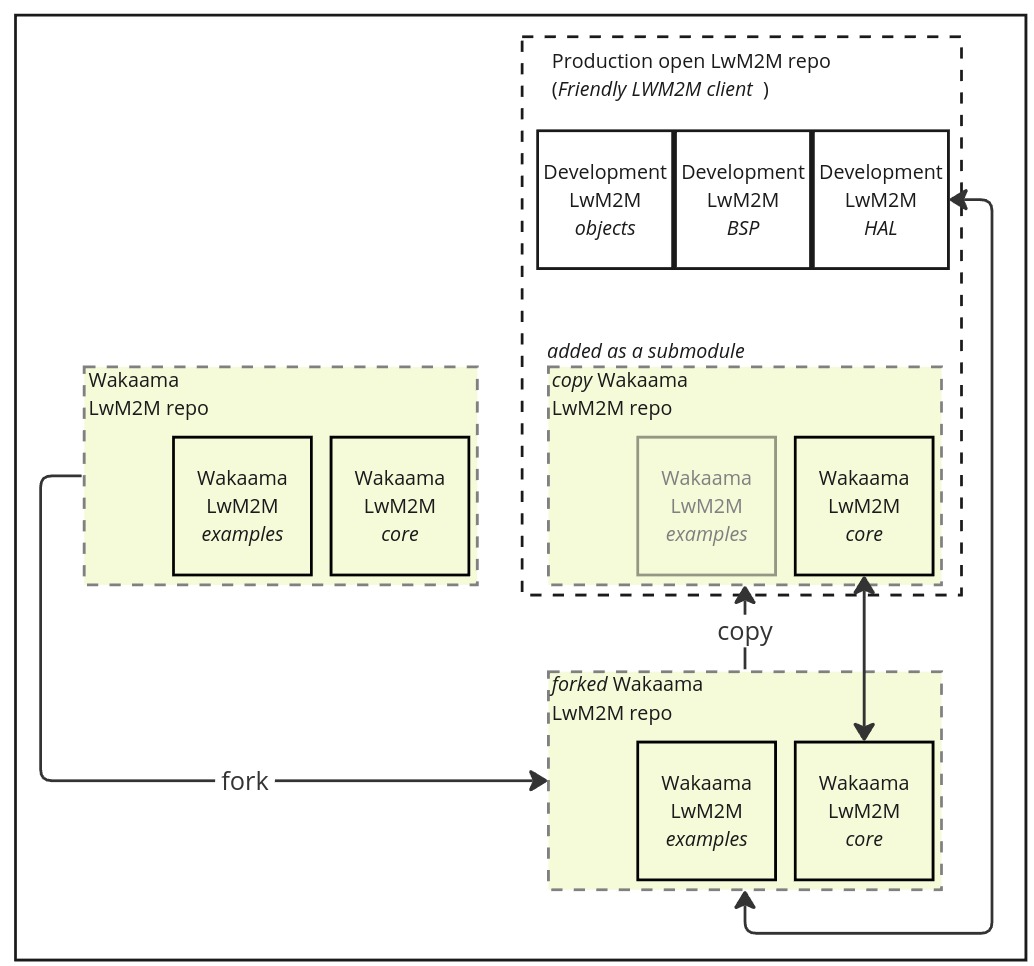 Production open LwM2M repo
(Friendly LWM2M client )
Development
LwM2M
objects
Development
LwM2M
BSP
Development
LwM2M
HAL
added as a submodule
Wakaama
LwM2M repo
Wakaama
LwM2M
examples
Wakaama
LwM2M
core
copy Wakaama
LwM2M repo
Wakaama
LwM2M
examples
Wakaama
LwM2M
core
copy
forked Wakaama
LwM2M repo
fork
Wakaama
LwM2M
examples
Wakaama
LwM2M
core